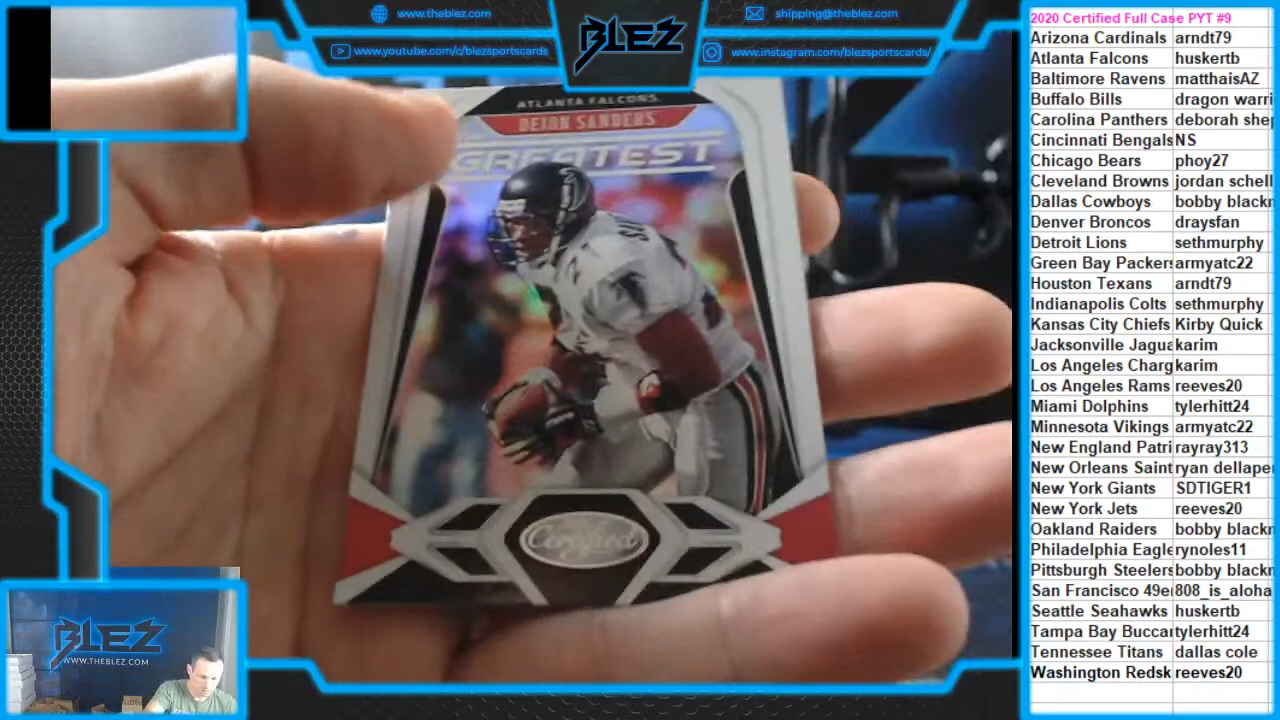 www.theblez.com
shipping@theblez.com
BLEZ
www.youtube.com/c/blezsportscards
www.instagram.com/blezsportscards/
ATLANTA FALCONS
DEION SANDERS
GREATEST
Certified
BLEZ
WWW.THEBLEZ.COM
2020 Certified Full Case PYT #9
Arizona Cardinals arndt79
Atlanta Falcons huskertb
Baltimore Ravens matthaisAZ
Buffalo Bills dragon warri
Carolina Panthers deborah shep
Cincinnati Bengals NS
Chicago Bears phoy27
Cleveland Browns jordan schell
Dallas Cowboys bobby blackn
Denver Broncos draysfan
Detroit Lions sethmurphy
Green Bay Packers armyatc22
Houston Texans arndt79
Indianapolis Colts sethmurphy
Kansas City Chiefs Kirby Quick
Jacksonville Jagua karim
Los Angeles Charg karim
Los Angeles Rams reeves20
Miami Dolphins tylerhitt24
Minnesota Vikings armyatc22
New England Patri rayray313
New Orleans Saint ryan dellape
New York Giants SDTIGER1
New York Jets reeves20
Oakland Raiders bobby blackn
Philadelphia Eagle rynoles11
Pittsburgh Steelers bobby blackn
San Francisco 49e 808_is_aloha
Seattle Seahawks huskertb
Tampa Bay Bucca tylerhitt24
Tennessee Titans dallas cole
Washington Redsk reeves20